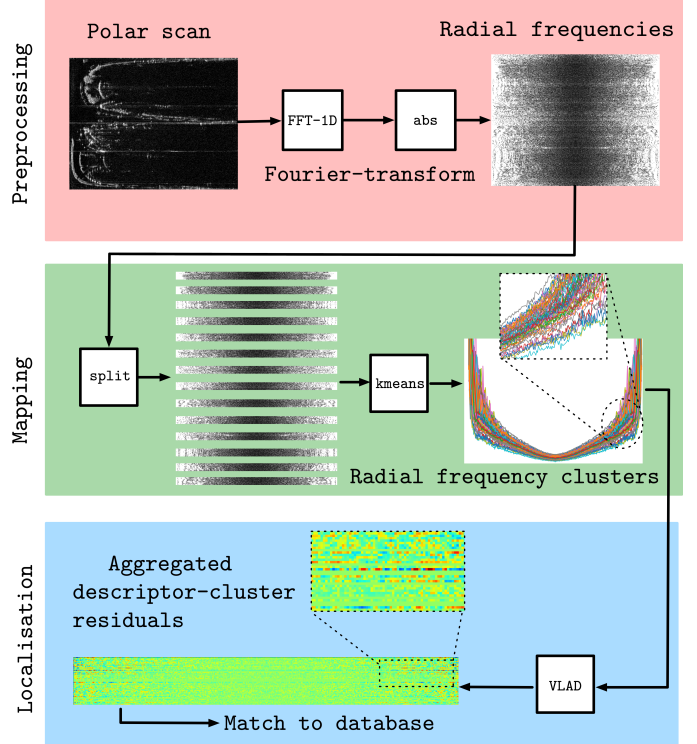 Preprocessing
Polar scan
Radial frequencies
FFT-1D
abs
Fourier-transform
Mapping
split
kmeans
Radial frequency clusters
Localisation
Aggregated
descriptor-cluster
residuals
VLAD
Match to database